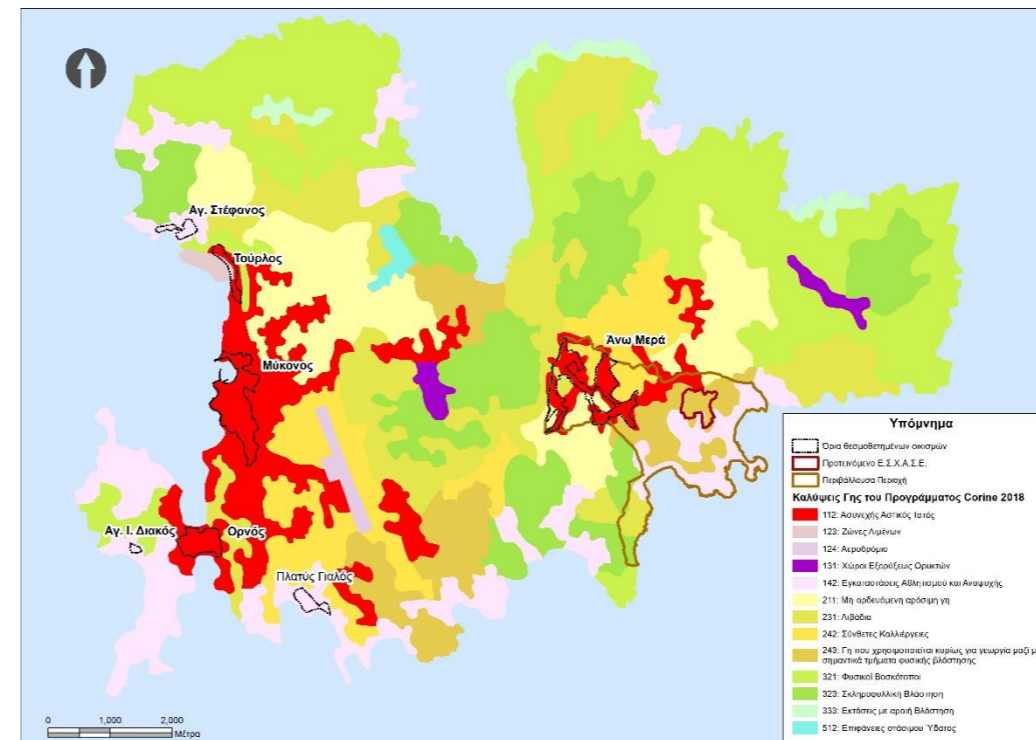 Αγ. Στέφανος
Τούρλος
Μύκονος
Άνω Μερά
Αγ. Ι. Διακός
Ορνός
Πλατύς Γιαλός
Υπόμνημα
Όρια θεσμοθετημένων οικισμών
Προτεινόμενο Ε.Σ.Χ.Α.Σ.Ε.
Περιβάλλουσα Περιοχή
Καλύψεις Γης του Προγράμματος Corine 2018
112: Ασυνεχής Αστικός Ιστός
123: Ζώνες Λιμένων
124: Αεροδρόμιο
131: Χώροι Εξορύξεως Ορυκτών
142: Εγκαταστάσεις Αθλητισμού και Αναψυχής
211: Μη αρδευόμενη αρόσιμη γη
231: Λιβάδια
242: Σύνθετες Καλλιέργειες
243: Γη που χρησιμοποιείται κυρίως για γεωργία μαζί μ
σημαντικά τμήματα φυσικής βλάστησης
321: Φυσικοί Βοσκότοποι
323: Σκληροφυλλική Βλάστηση
333: Εκτάσεις με αραιή Βλάστηση
512: Επιφάνειες στάσιμου Ύδατος
0 1,000 2,000
Μέτρα